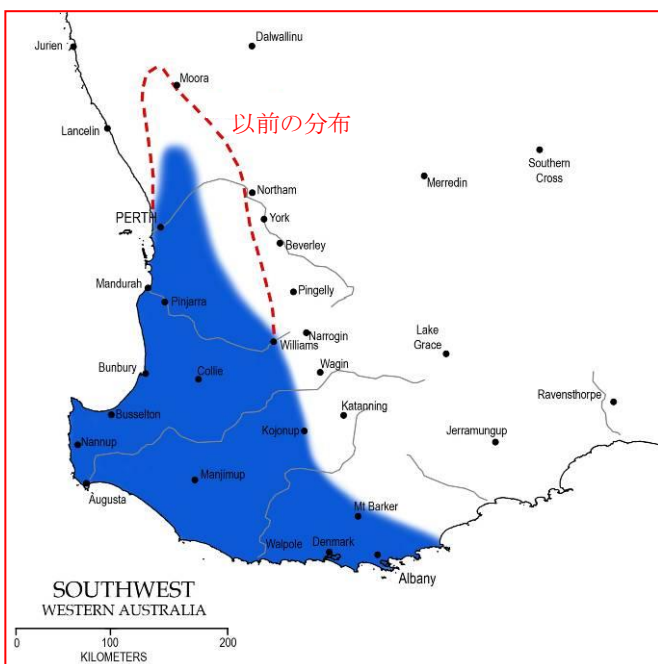 Jurien
Dalwallinu
Moora
以前の分布
Lancelin
Southern
Cross
Merredin
Northam
PERTH
York
Beverley
Mandurah
Pinjarra
Pingelly
Narrogin
Williams
Lake
Grace
Bunbury
Collie
Wagin
Ravensthorpe
Busselton
Katanning
Nannup
Kojonup
Jerramungup
Manjimup
Augusta
Mt Barker
Walpole
Denmark
Albany
SOUTHWEST
WESTERN AUSTRALIA
0 100 200
KILOMETERS